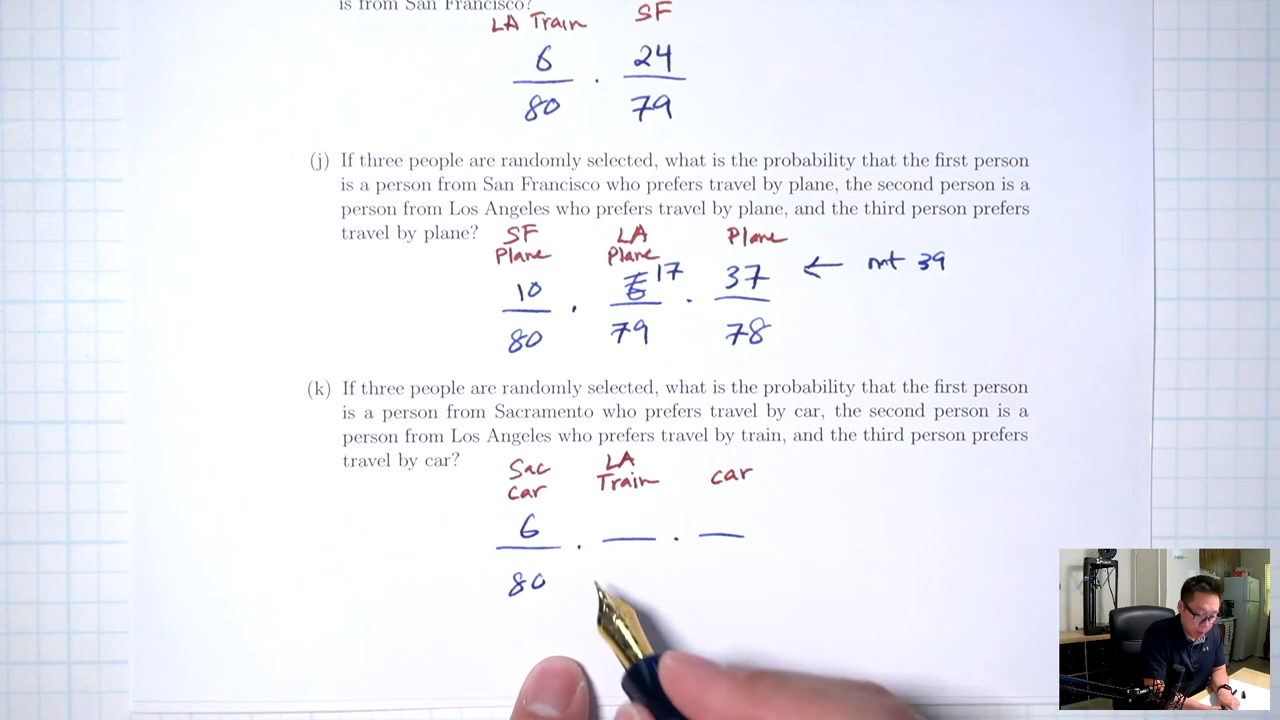 is from San Francisco?
LA Train SF
6 24
80 · 79
(j) If three people are randomly selected, what is the probability that the first person
is a person from San Francisco who prefers travel by plane, the second person is a
person from Los Angeles who prefers travel by plane, and the third person prefers
travel by plane?
SF LA Plane
Plane Plane
10 17 37 ← not 39
80 · 79 · 78
(k) If three people are randomly selected, what is the probability that the first person
is a person from Sacramento who prefers travel by car, the second person is a
person from Los Angeles who prefers travel by train, and the third person prefers
travel by car?
Sac LA car
Car Train
6
80 · ·